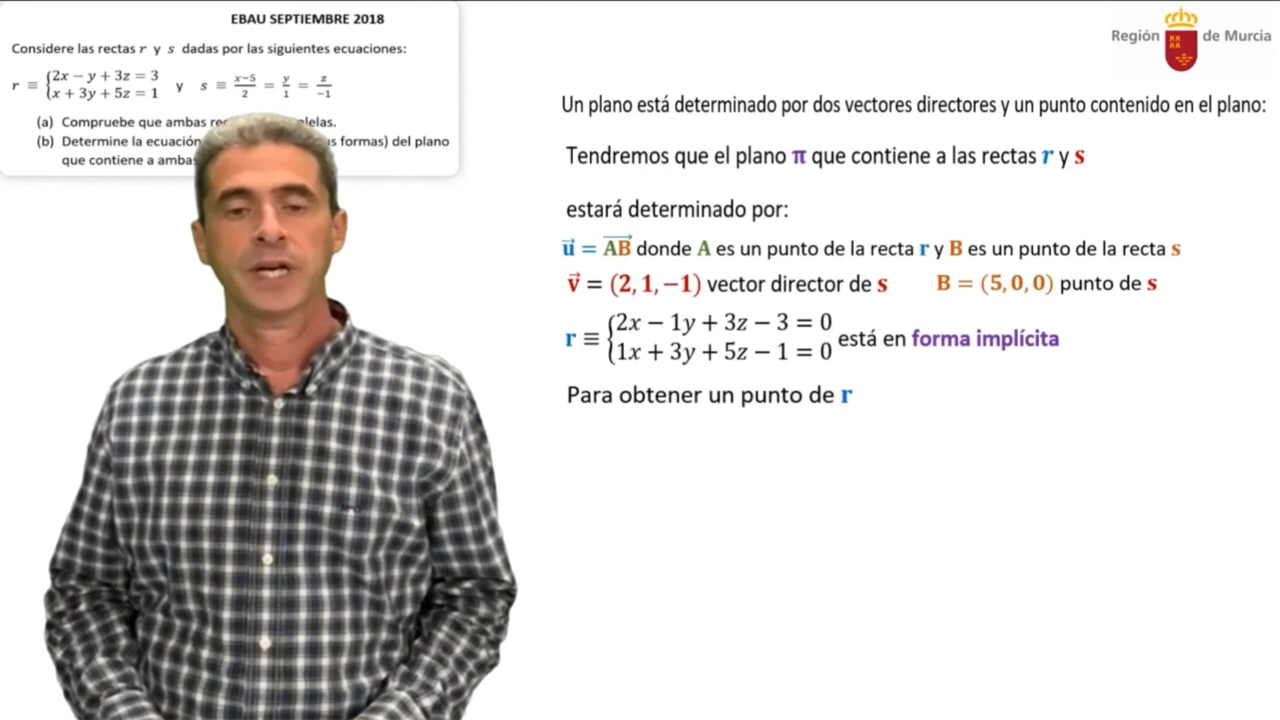 EBAU SEPTIEMBRE 2018
Considere las rectas r y s dadas por las siguientes ecuaciones:
r ≡ {2x − y + 3z = 3
x + 3y + 5z = 1 y s ≡ x−5/2 = y/1 = z/−1
(a) Compruebe que ambas
(b) Determine la ecuación formas) del plano
que contiene a
Región de Murcia
Un plano está determinado por dos vectores directores y un punto contenido en el plano:
Tendremos que el plano π que contiene a las rectas r y s
estará determinado por:
u⃗ = AB⃗ donde A es un punto de la recta r y B es un punto de la recta s
v⃗ = (2, 1, −1) vector director de s B = (5, 0, 0) punto de s
r ≡ {2x − 1y + 3z − 3 = 0
1x + 3y + 5z − 1 = 0 está en forma implícita
Para obtener un punto de r